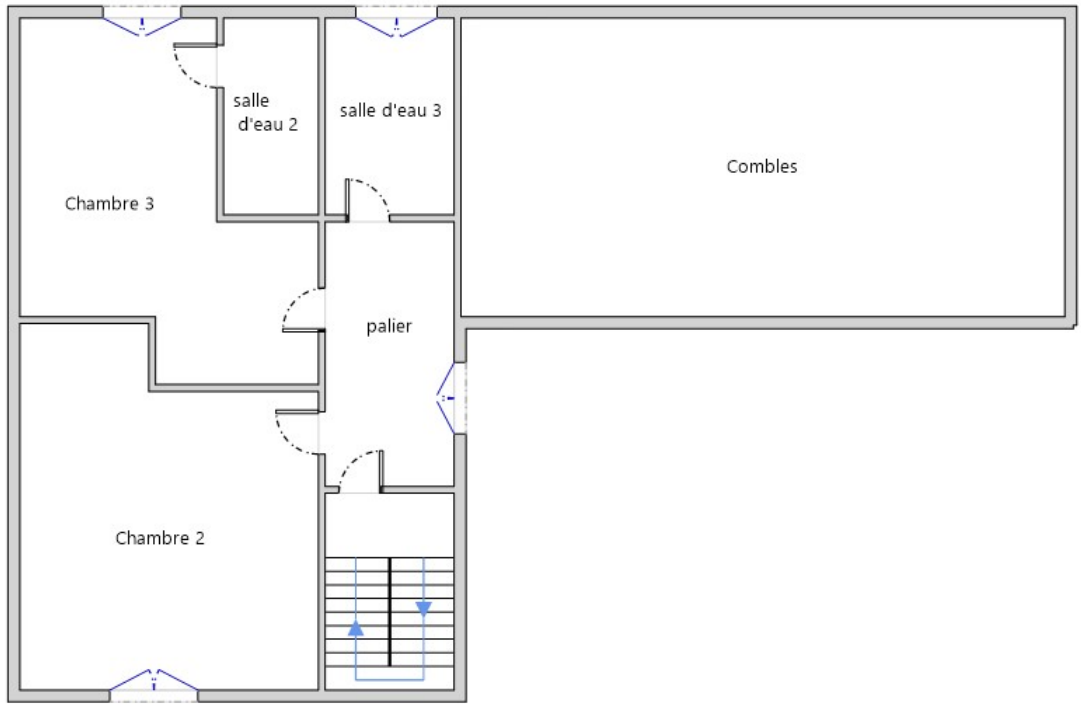 salle
d'eau 2
salle d'eau 3
Combles
Chambre 3
palier
Chambre 2